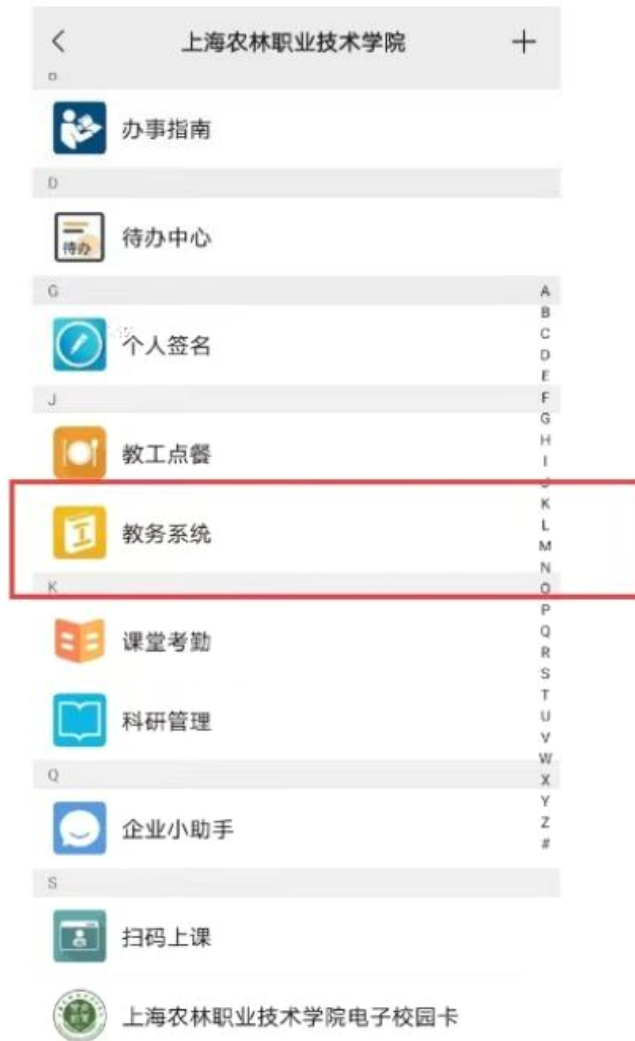 上海农林职业技术学院
办事指南
D
待办
待办中心
G
个人签名
J
教工点餐
教务系统
K
课堂考勤
科研管理
Q
企业小助手
S
扫码上课
上海农林职业技术学院电子校园卡
A
B
C
D
E
F
G
H
I
J
K
L
M
N
O
P
Q
R
S
T
U
V
W
X
Y
Z
#